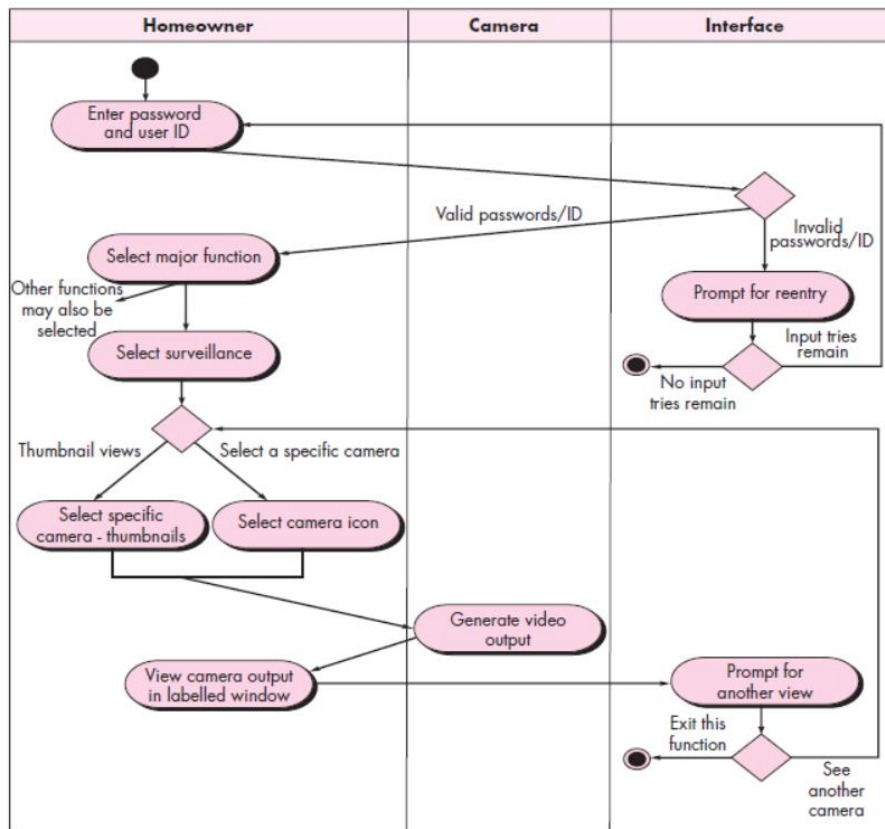 Homeowner
Camera
Interface
Enter password
and user ID
Valid passwords/ID
Invalid
passwords/ID
Select major function
Prompt for reentry
Other functions
may also be
selected
Input tries
remain
Select surveillance
No input
tries remain
Thumbnail views
Select a specific camera
Select specific
camera - thumbnails
Select camera icon
Generate video
output
View camera output
in labelled window
Prompt for
another view
Exit this
function
See
another
camera